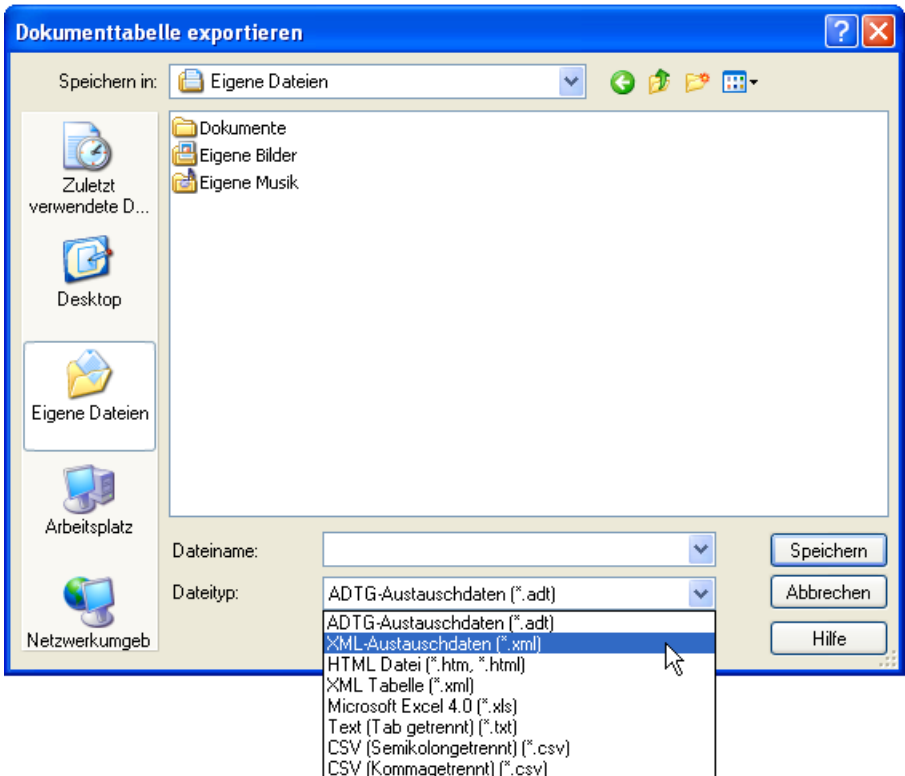 Dokumenttabelle exportieren
Speichern in: Eigene Dateien
Dokumente
Eigene Bilder
Eigene Musik
Zuletzt
verwendete D...
Desktop
Eigene Dateien
Arbeitsplatz
Netzwerkumgeb
Dateiname: Speichern
Dateityp: ADTG-Austauschdaten (*.adt) Abbrechen
ADTG-Austauschdaten (*.adt)
XML-Austauschdaten (*.xml) Hilfe
HTML Datei (*.htm, *.html)
XML Tabelle (*.xml)
Microsoft Excel 4.0 (*.xls)
Text (Tab getrennt) (*.txt)
CSV (Semikolongetrennt) (*.csv)
CSV (Kommagetrennt) (*.csv)